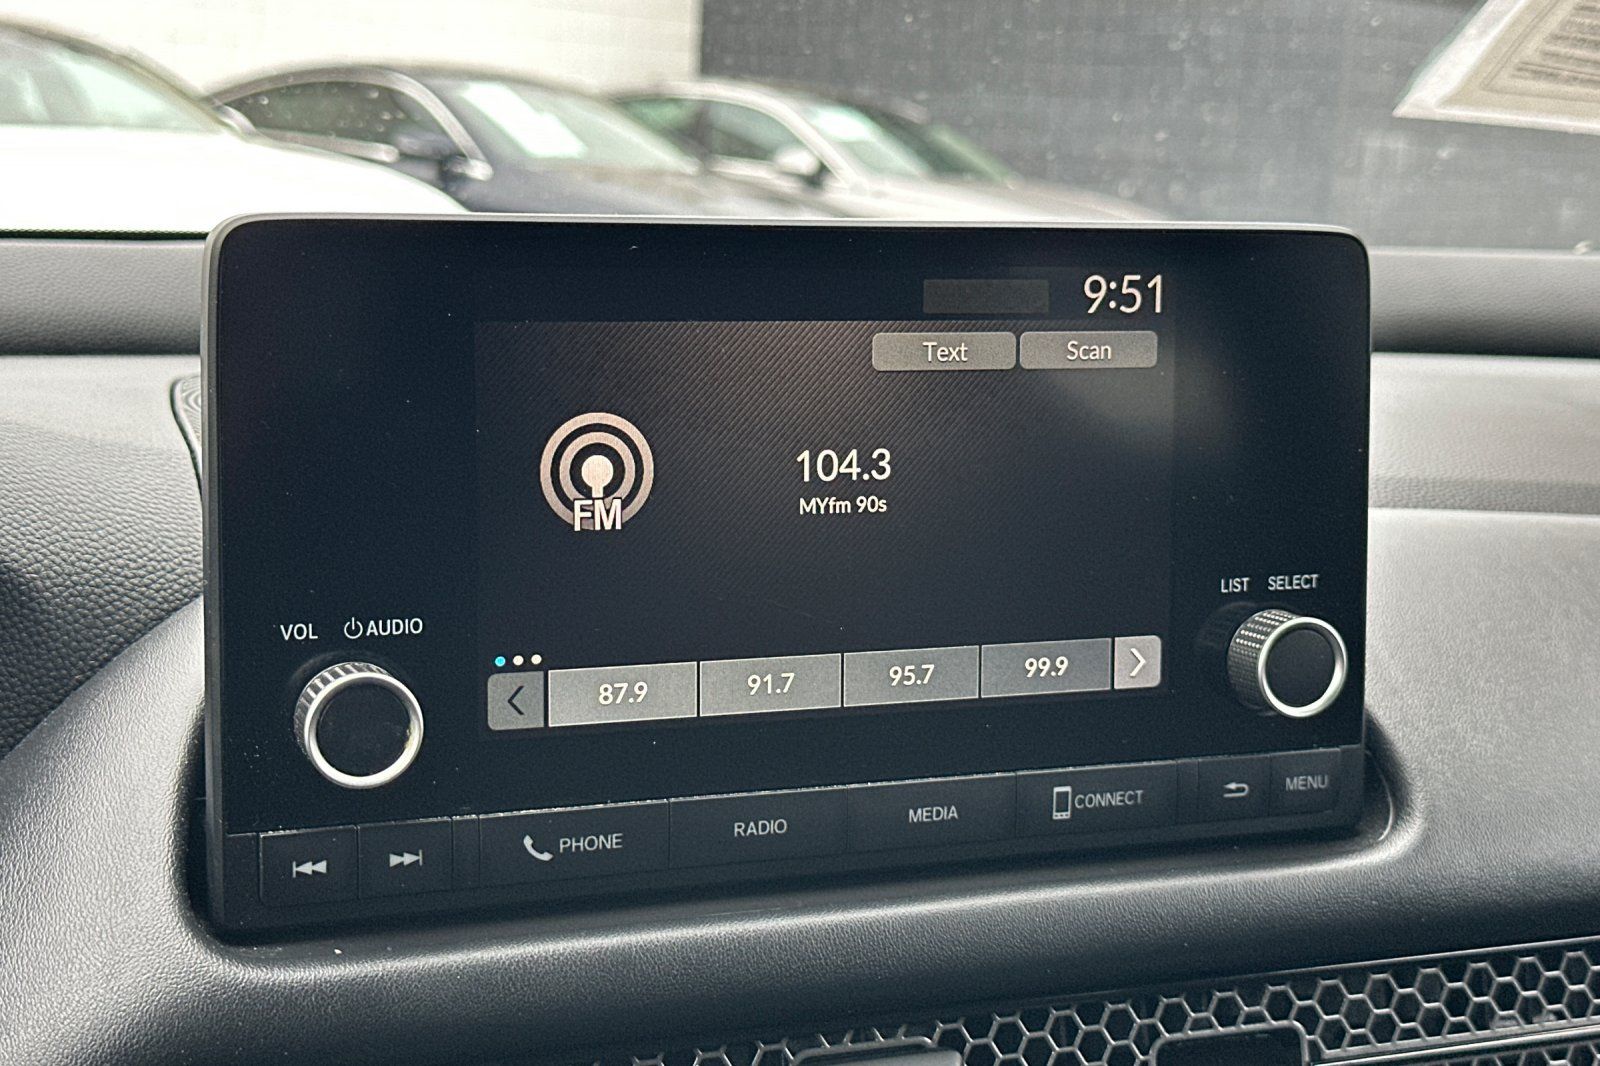 9:51
Text Scan
FM
104.3
MYfm 90s
LIST SELECT
VOL AUDIO
87.9 91.7 95.7 99.9
PHONE RADIO MEDIA CONNECT MENU